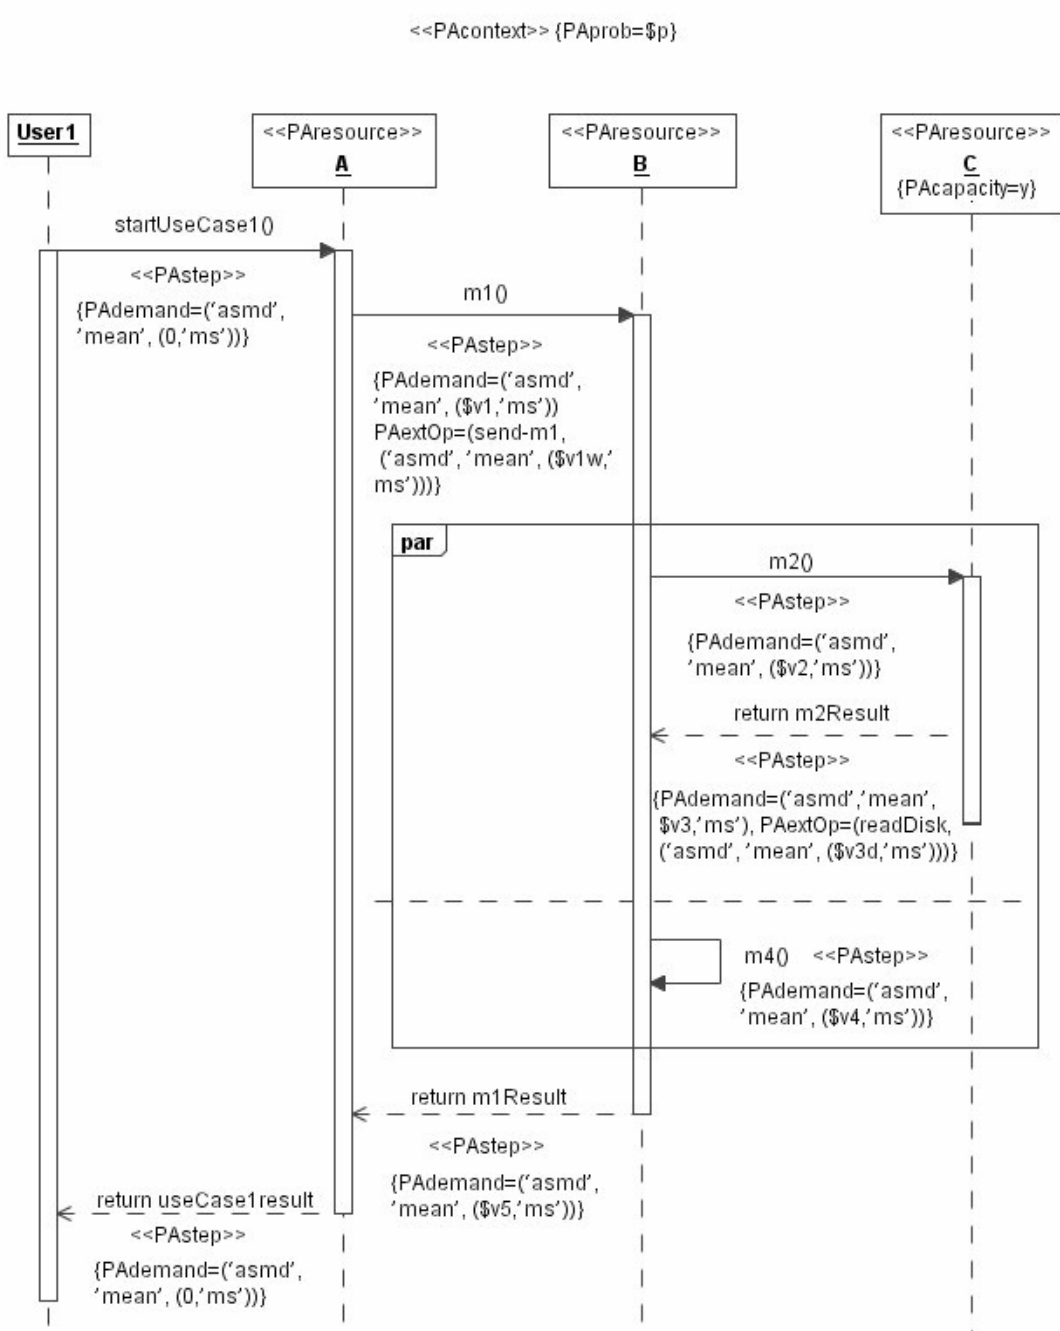 <<PAcontext>> {PAprob=$p}
User1
<<PAresource>>
A
<<PAresource>>
B
<<PAresource>>
C
{PAcapacity=y}
startUseCase1()
<<PAstep>>
{PAdemand=(‘asmd’,
’mean’, (0,’ms’))}
m1()
<<PAstep>>
{PAdemand=(‘asmd’,
’mean’, ($v1,’ms’))
PAextOp=(send-m1,
(‘asmd’, ’mean’, ($v1w,’
ms’)))}
par
m2()
<<PAstep>>
{PAdemand=(‘asmd’,
’mean’, ($v2,’ms’))}
return m2Result
<<PAstep>>
{PAdemand=(‘asmd’,’mean’,
$v3,’ms’), PAextOp=(readDisk,
(‘asmd’, ’mean’, ($v3d,’ms’)))}
m4() <<PAstep>>
{PAdemand=(‘asmd’,
’mean’, ($v4,’ms’))}
return m1Result
<<PAstep>>
{PAdemand=(‘asmd’,
’mean’, ($v5,’ms’))}
return useCase1result
<<PAstep>>
{PAdemand=(‘asmd’,
’mean’, (0,’ms’))}